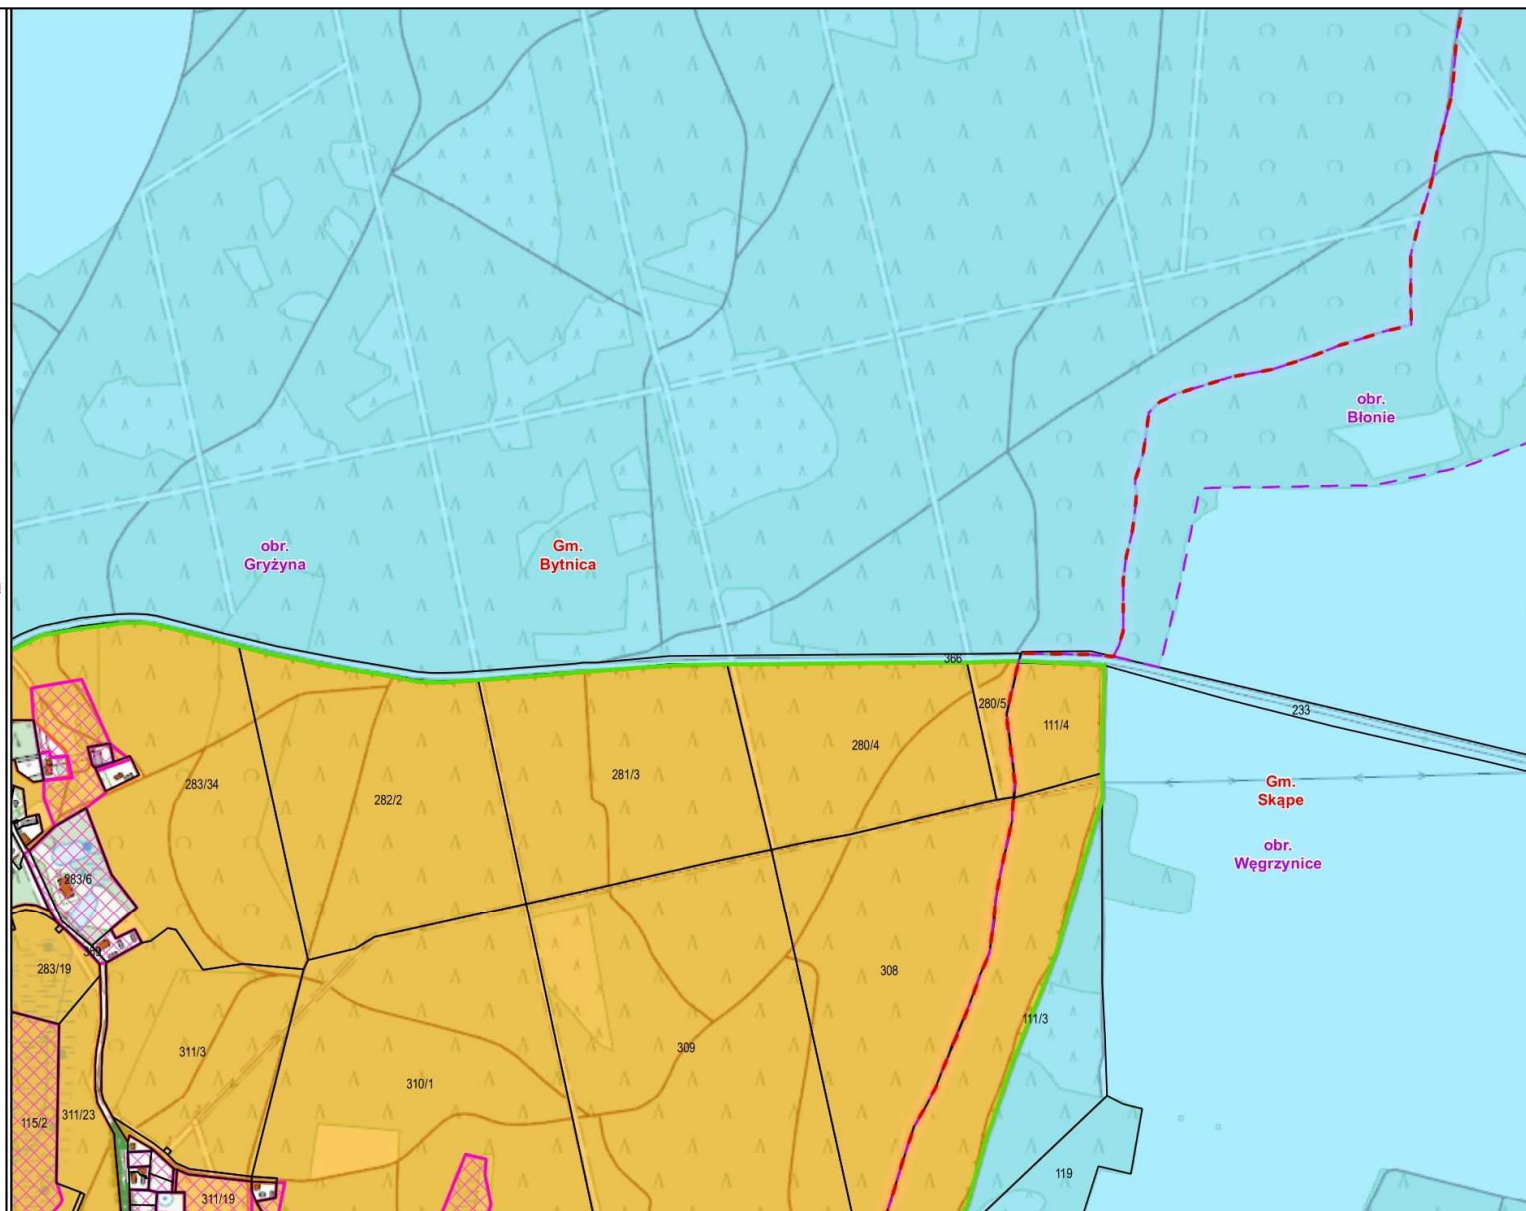 obr.
Błonie
obr.
Gryżyna
Gm.
Bytnica
366
280/5
233
111/4
280/4
281/3
283/34
282/2
Gm.
Skąpe
obr.
Węgrzynice
283/6
283/19
308
111/3
311/3
309
310/1
115/2
311/23
119
311/19